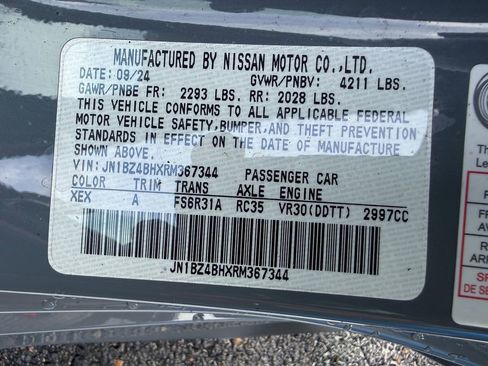 MANUFACTURED BY NISSAN MOTOR CO.,LTD.
DATE: 09/24 GVWR/PNBV: 4211 LBS.
GAWR/PNBE FR: 2293 LBS. RR: 2028 LBS.
THIS VEHICLE CONFORMS TO ALL APPLICABLE FEDERAL
MOTOR VEHICLE SAFETY,BUMPER,AND THEFT PREVENTION
STANDARDS IN EFFECT ON THE DATE OF MANUFACTURE
SHOWN ABOVE.
VIN: JN1BZ4BHXRM367344 PASSENGER CAR
COLOR TRIM TRANS AXLE ENGINE
XEX A FS6R31A RC35 VR30(DDTT) 2997CC
JN1BZ4BHXRM367344